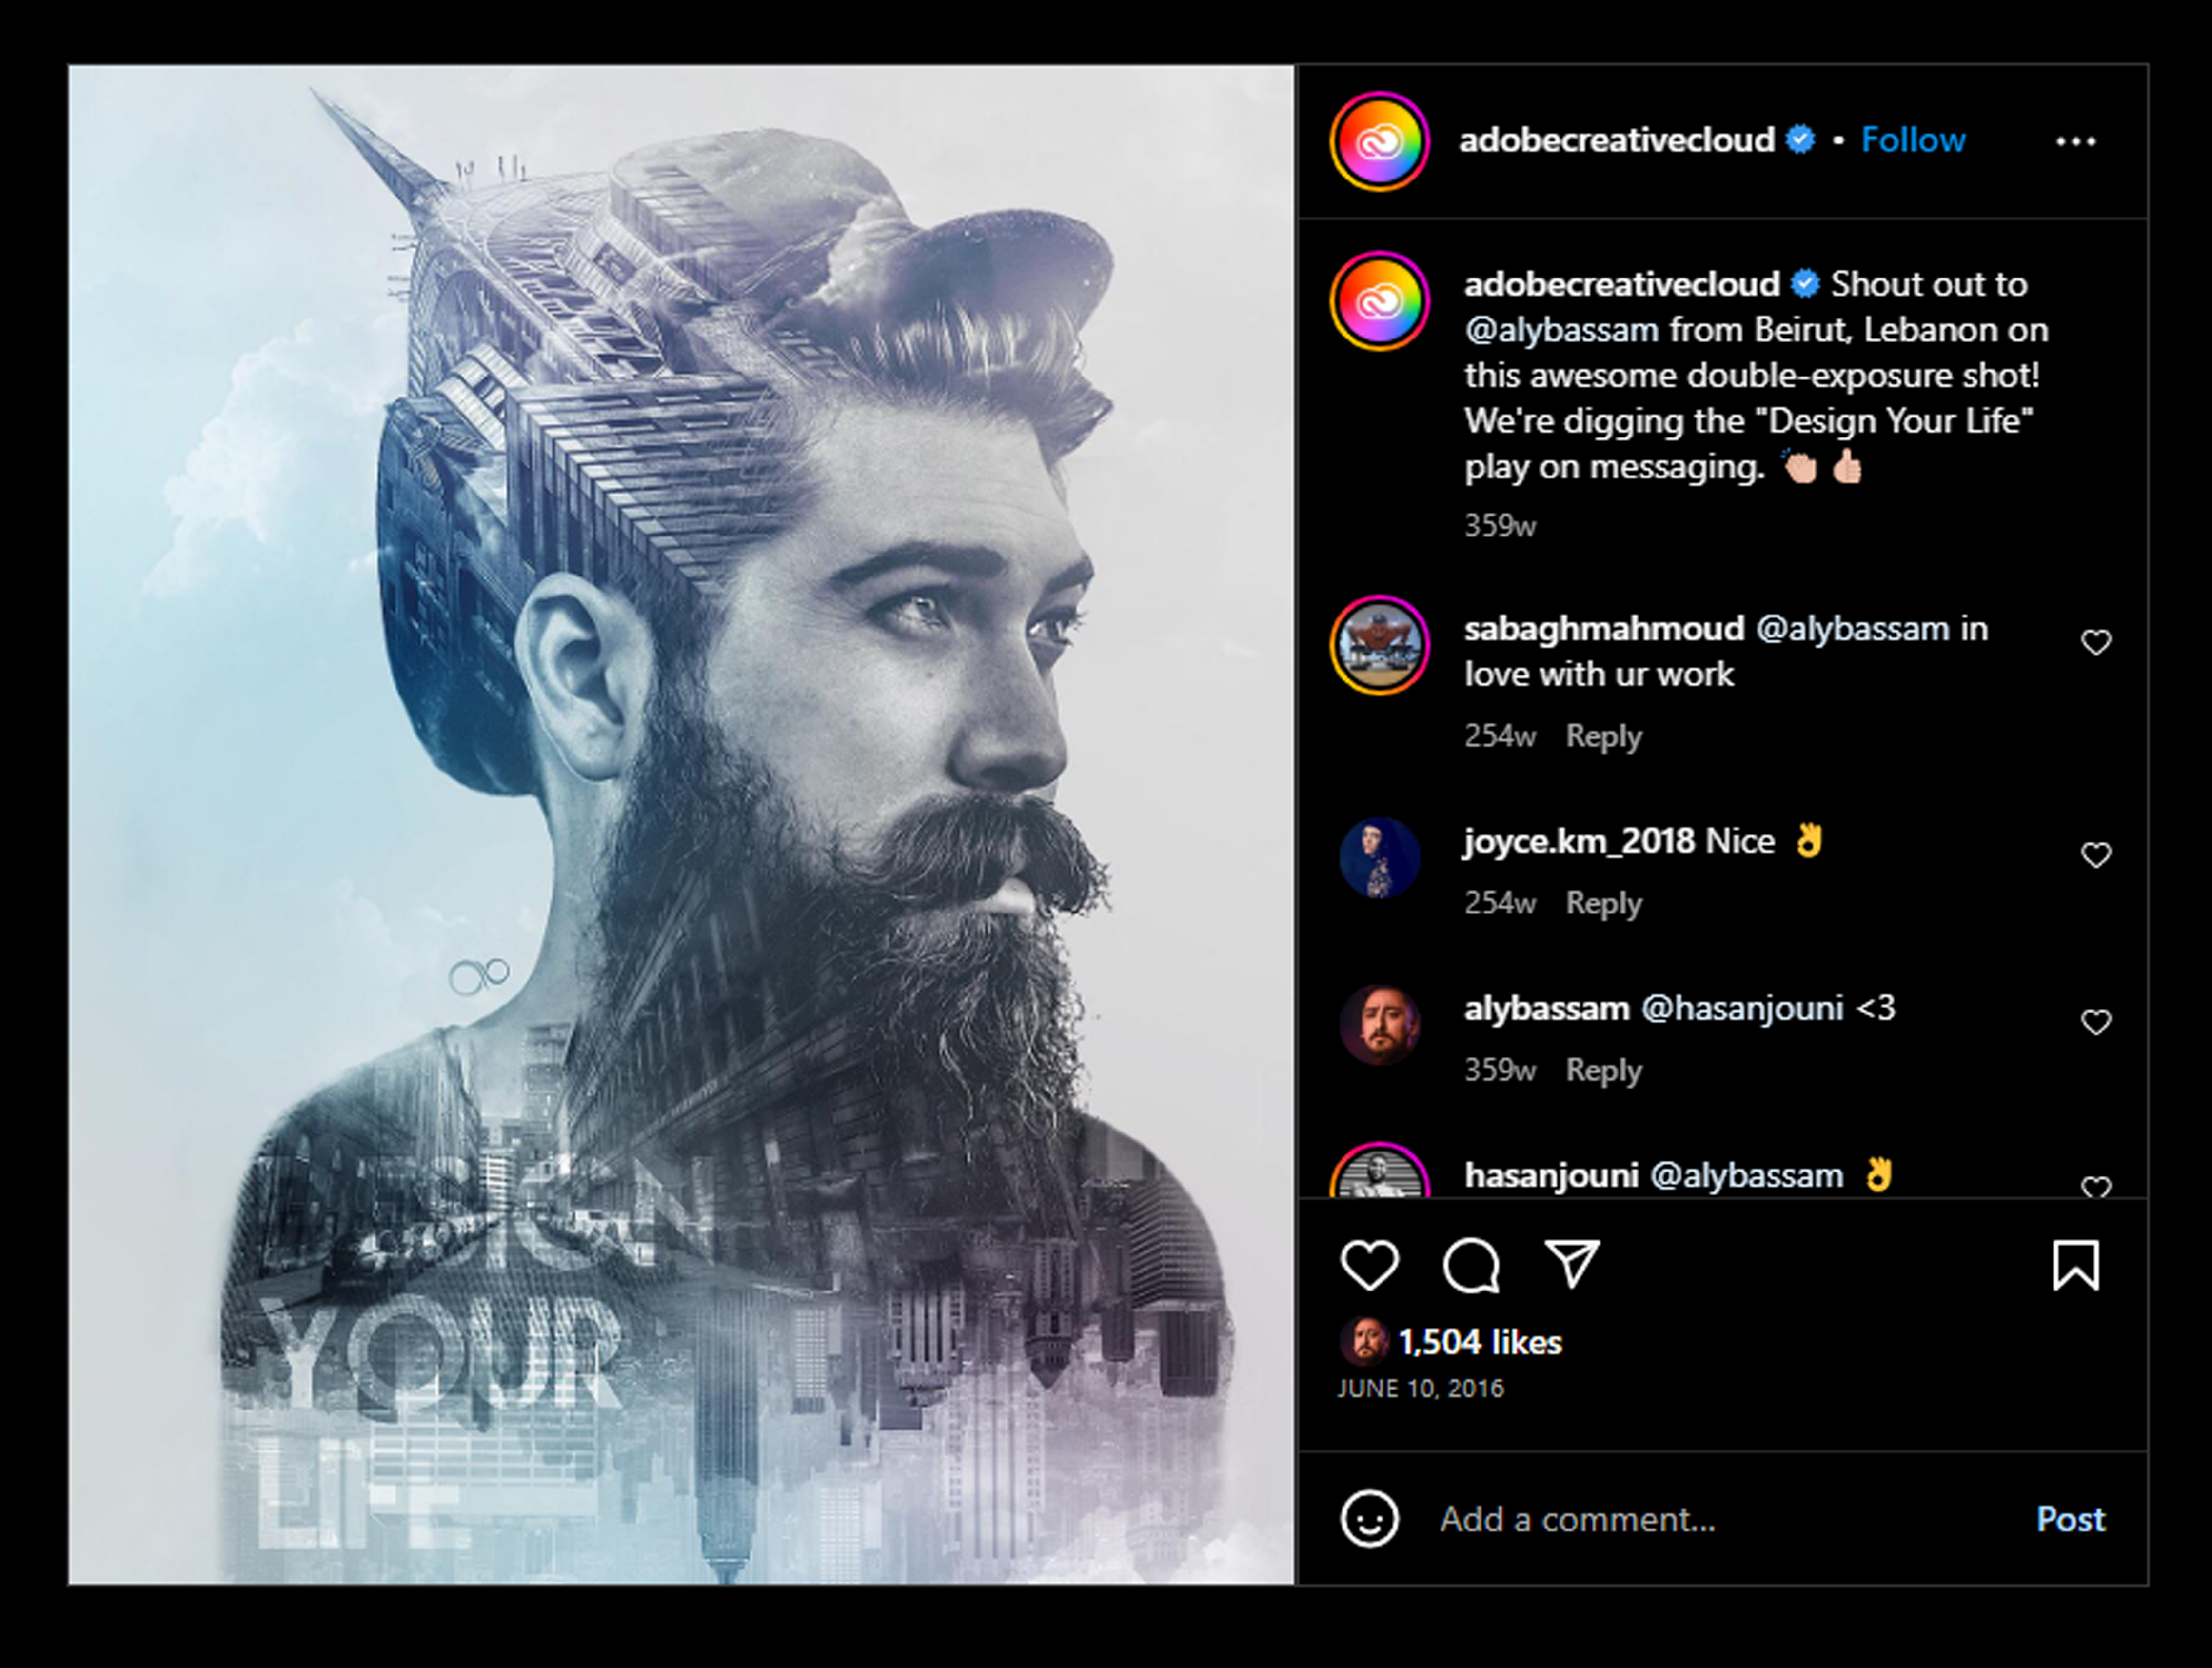 DESIGN
YOUR
LIFE
adobecreativecloud • Follow
adobecreativecloud Shout out to
@alybassam from Beirut, Lebanon on
this awesome double-exposure shot!
We're digging the "Design Your Life"
play on messaging. 👏🏻 👍🏻
359w
sabaghmahmoud @alybassam in
love with ur work
254w Reply
joyce.km_2018 Nice 👌
254w Reply
alybassam @hasanjouni <3
359w Reply
hasanjouni @alybassam 👌
1,504 likes
JUNE 10, 2016
Add a comment...
Post